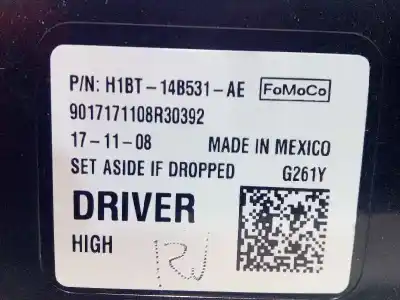 P/N: H1BT-14B531-AE FoMoCo
9017171108R30392
17-11-08 MADE IN MEXICO
SET ASIDE IF DROPPED G261Y
DRIVER
HIGH